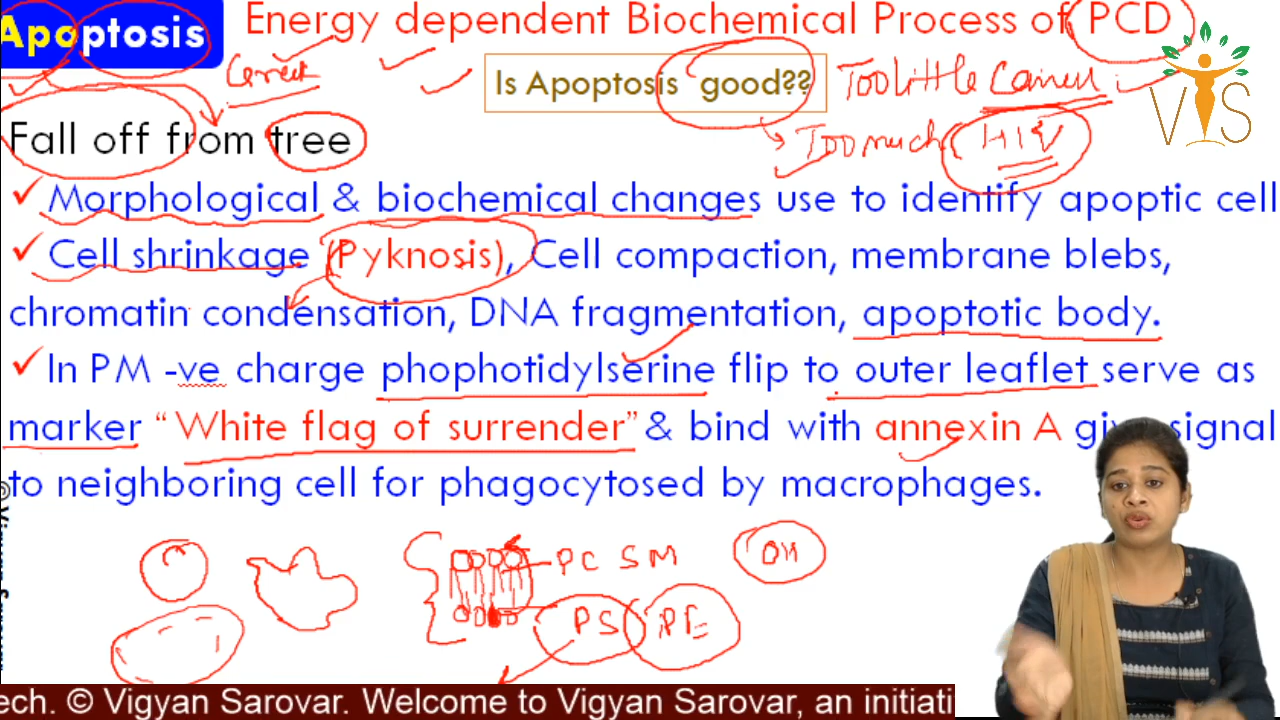 Apoptosis
Energy dependent Biochemical Process of PCD
Is Apoptosis good??
Too little Cancer
Too much HIV
VIS
Fall off from tree
✓ Morphological & biochemical changes use to identify apoptic cell
✓ Cell shrinkage (Pyknosis), Cell compaction, membrane blebs,
chromatin condensation, DNA fragmentation, apoptotic body.
✓ In PM -ve charge phophotidylserine flip to outer leaflet serve as
marker “White flag of surrender” & bind with annexin A give signal
to neighboring cell for phagocytosed by macrophages.
PC SM OH
PS PE
ech. © Vigyan Sarovar. Welcome to Vigyan Sarovar, an initiati